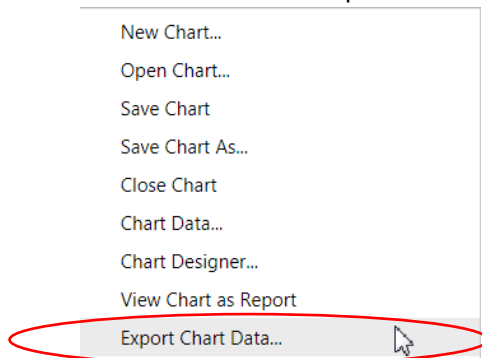 New Chart...
Open Chart...
Save Chart
Save Chart As...
Close Chart
Chart Data...
Chart Designer...
View Chart as Report
Export Chart Data...